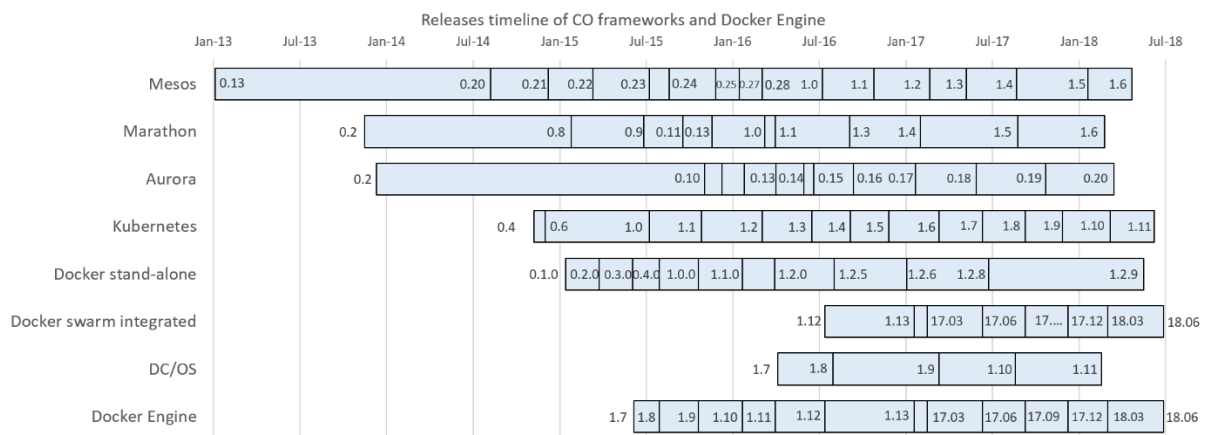 Releases timeline of CO frameworks and Docker Engine
Jan-13 Jul-13 Jan-14 Jul-14 Jan-15 Jul-15 Jan-16 Jul-16 Jan-17 Jul-17 Jan-18 Jul-18
Mesos 0.13 0.20 0.21 0.22 0.23 0.24 0.25 0.27 0.28 1.0 1.1 1.2 1.3 1.4 1.5 1.6
Marathon 0.2 0.8 0.9 0.11 0.13 1.0 1.1 1.3 1.4 1.5 1.6
Aurora 0.2 0.10 0.13 0.14 0.15 0.16 0.17 0.18 0.19 0.20
Kubernetes 0.4 0.6 1.0 1.1 1.2 1.3 1.4 1.5 1.6 1.7 1.8 1.9 1.10 1.11
Docker stand-alone 0.1.0 0.2.0 0.3.0 0.4.0 1.0.0 1.1.0 1.2.0 1.2.5 1.2.6 1.2.8 1.2.9
Docker swarm integrated 1.12 1.13 17.03 17.06 17.... 17.12 18.03 18.06
DC/OS 1.7 1.8 1.9 1.10 1.11
Docker Engine 1.7 1.8 1.9 1.10 1.11 1.12 1.13 17.03 17.06 17.09 17.12 18.03 18.06